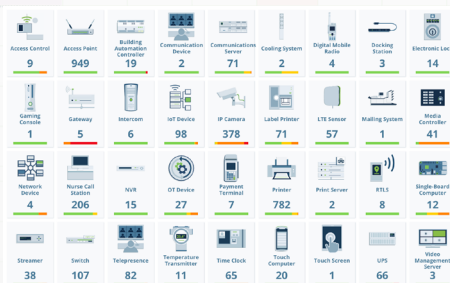 Access Control
9
Access Point
949
Building
Automation
Controller
19
Communication
Device
2
Communications
Server
71
Cooling System
2
Digital Mobile
Radio
4
Docking
Station
3
Electronic Loc
14
Gaming
Console
1
Gateway
5
Intercom
6
IoT Device
98
IP Camera
378
Label Printer
71
LTE Sensor
57
Mailing System
1
Media
Controller
41
Network
Device
4
Nurse Call
Station
206
NVR
15
OT Device
27
Payment
Terminal
7
Printer
782
Print Server
2
RTLS
8
Single-Board
Computer
12
Streamer
38
Switch
107
Telepresence
82
Temperature
Transmitter
11
Time Clock
65
Touch
Computer
20
Touch Screen
1
UPS
66
Video
Management
Server
3